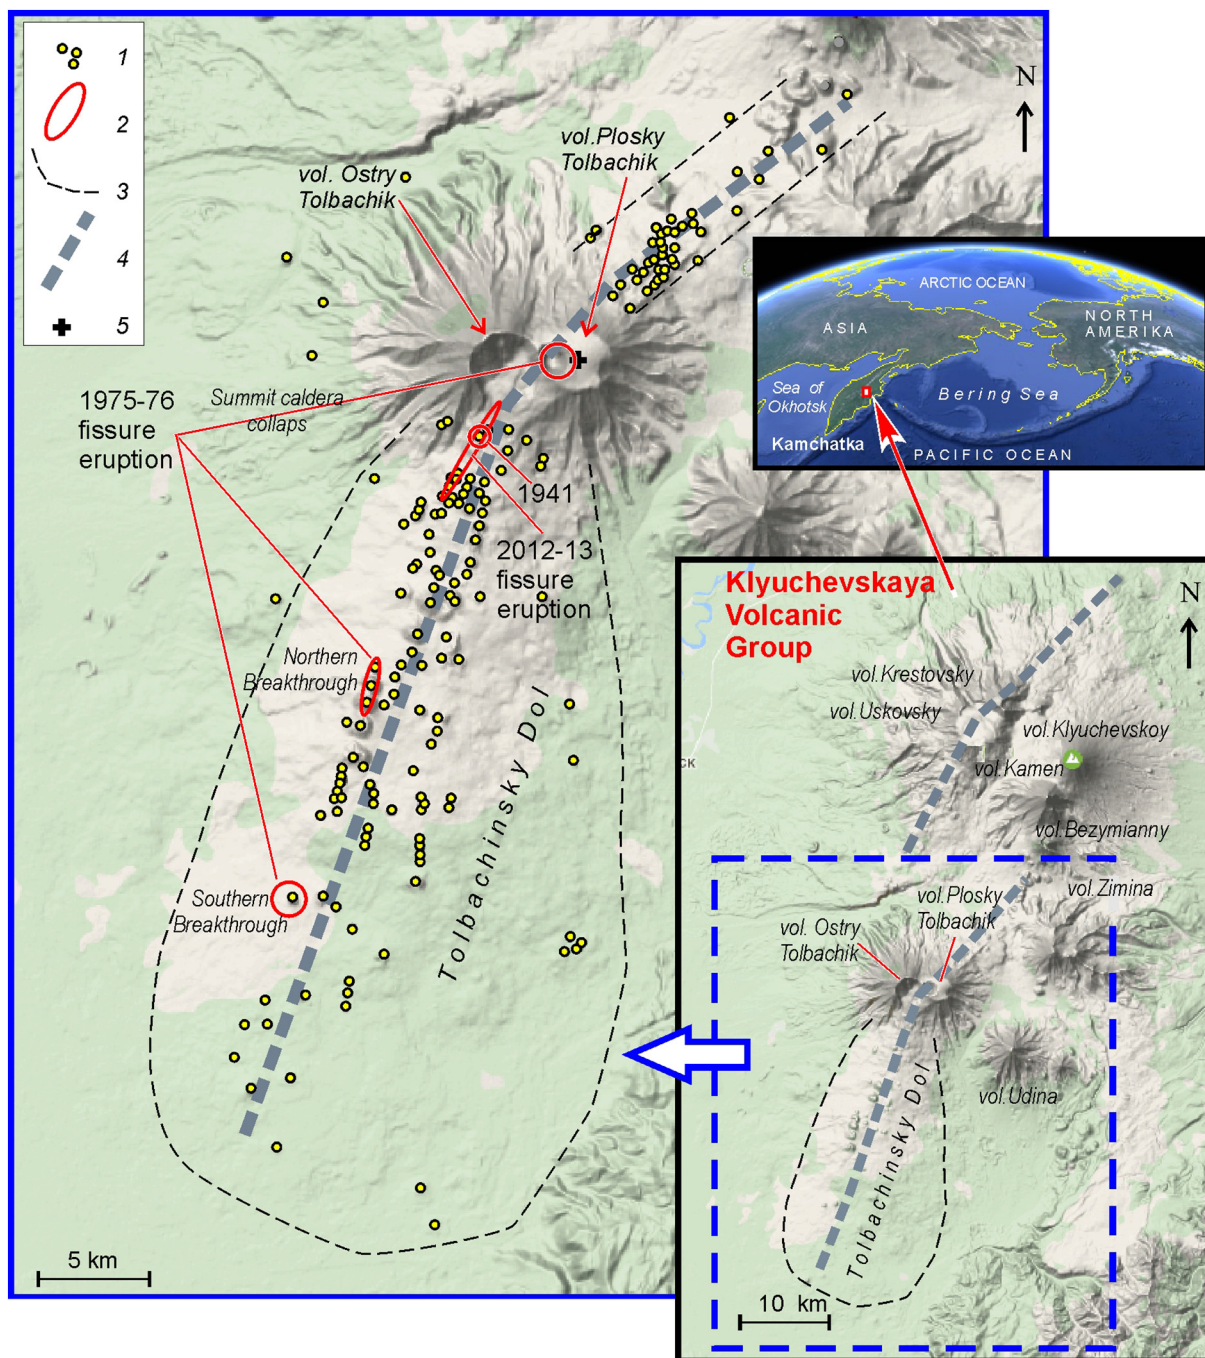 1
2
3
4
5
N
vol. Ostry
Tolbachik
vol.Plosky
Tolbachik
1975-76
fissure
eruption
Summit caldera
collaps
1941
2012-13
fissure
eruption
Northern
Breakthrough
Southern
Breakthrough
Tolbachinsky Dol
5 km
ARCTIC OCEAN
ASIA
NORTH
AMERIKA
Sea of
Okhotsk
Bering Sea
Kamchatka
PACIFIC OCEAN
Klyuchevskaya
Volcanic
Group
N
vol.Krestovsky
vol.Uskovsky
vol.Klyuchevskoy
vol.Kamen
vol.Bezymianny
vol.Zimina
vol.Plosky
Tolbachik
vol. Ostry
Tolbachik
vol.Udina
Tolbachinsky Dol
10 km